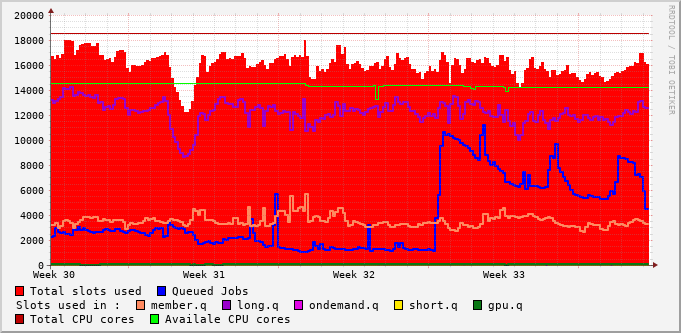 20000
18000
16000
14000
12000
10000
8000
6000
4000
2000
0
Week 30 Week 31 Week 32 Week 33
Total slots used Queued Jobs
Slots used in : member.q long.q ondemand.q short.q gpu.q
Total CPU cores Availale CPU cores
RRDTOOL / TOBI OETIKER